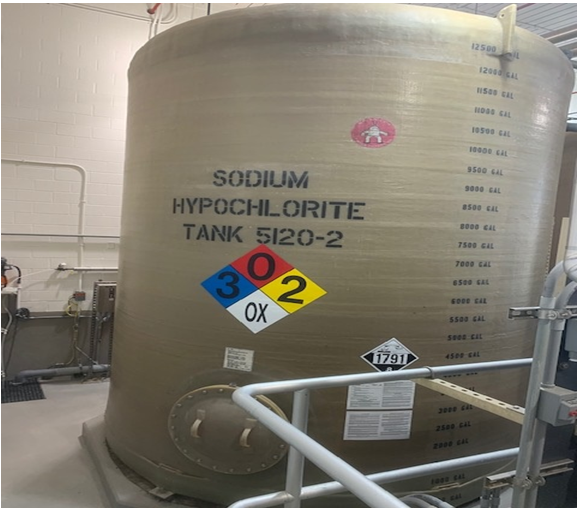 SODIUM
HYPOCHLORITE
TANK 5120-2
0
3
2
OX
1791
8
12500 GAL
12000 GAL
11500 GAL
11000 GAL
10500 GAL
10000 GAL
9500 GAL
9000 GAL
8500 GAL
8000 GAL
7500 GAL
7000 GAL
6500 GAL
6000 GAL
5500 GAL
5000 GAL
4500 GAL
3000 GAL
2500 GAL
2000 GAL
1000 GAL